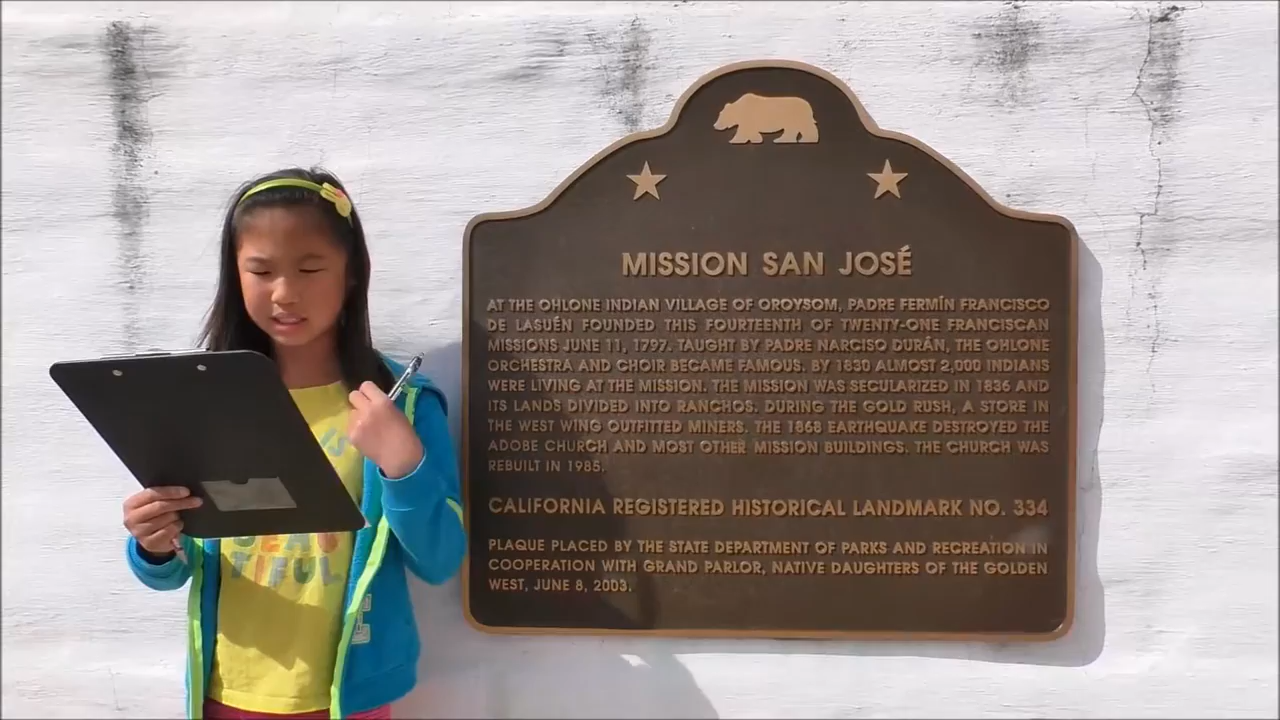 MISSION SAN JOSÉ
AT THE OHLONE INDIAN VILLAGE OF OROYSOM, PADRE FERMÍN FRANCISCO
DE LASUÉN FOUNDED THIS FOURTEENTH OF TWENTY-ONE FRANCISCAN
MISSIONS JUNE 11, 1797. TAUGHT BY PADRE NARCISO DURÁN, THE OHLONE
ORCHESTRA AND CHOIR BECAME FAMOUS. BY 1830 ALMOST 2,000 INDIANS
WERE LIVING AT THE MISSION. THE MISSION WAS SECULARIZED IN 1836 AND
ITS LANDS DIVIDED INTO RANCHOS. DURING THE GOLD RUSH, A STORE IN
THE WEST WING OUTFITTED MINERS. THE 1868 EARTHQUAKE DESTROYED THE
ADOBE CHURCH AND MOST OTHER MISSION BUILDINGS. THE CHURCH WAS
REBUILT IN 1985.
CALIFORNIA REGISTERED HISTORICAL LANDMARK NO. 334
PLAQUE PLACED BY THE STATE DEPARTMENT OF PARKS AND RECREATION IN
COOPERATION WITH GRAND PARLOR, NATIVE DAUGHTERS OF THE GOLDEN
WEST, JUNE 8, 2003.
BEAU
TIFUL